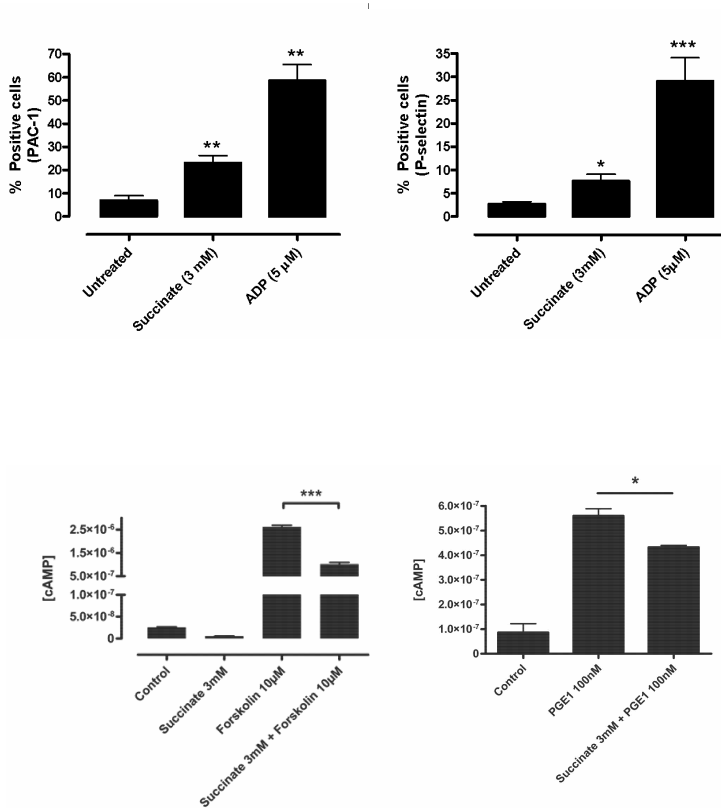 % Positive cells
(PAC-1)
70
60
50
40
30
20
10
0
**
**
Untreated
Succinate (3 mM)
ADP (5 µM)
% Positive cells
(P-selectin)
35
30
25
20
15
10
5
0
*
***
Untreated
Succinate (3mM)
ADP (5µM)
[cAMP]
2.5×10⁻⁶
1.5×10⁻⁶
5.0×10⁻⁷
1.0×10⁻⁷
5.0×10⁻⁸
0
***
Control
Succinate 3mM
Forskolin 10µM
Succinate 3mM + Forskolin 10µM
[cAMP]
6.0×10⁻⁷
5.0×10⁻⁷
4.0×10⁻⁷
3.0×10⁻⁷
2.0×10⁻⁷
1.0×10⁻⁷
0
*
Control
PGE1 100nM
Succinate 3mM + PGE1 100nM